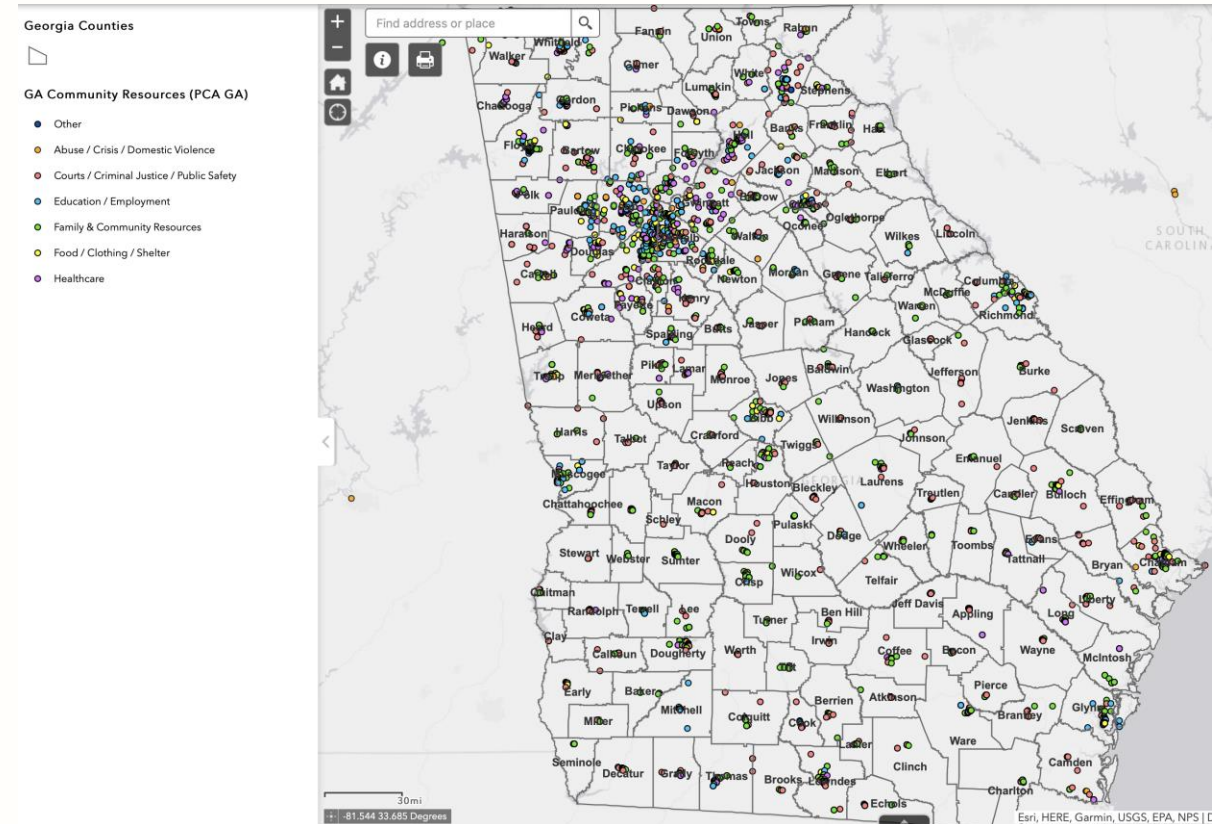 Georgia Counties
GA Community Resources (PCA GA)
Other
Abuse / Crisis / Domestic Violence
Courts / Criminal Justice / Public Safety
Education / Employment
Family & Community Resources
Food / Clothing / Shelter
Healthcare
+
−
Find address or place
Fannin
Union
Towns
Rabun
Walker
Whitfield
Gilmer
Lumpkin
White
Stephens
Chattooga
Gordon
Pickens
Dawson
Banks
Franklin
Hart
Floyd
Bartow
Cherokee
Forsyth
Hall
Jackson
Madison
Elbert
Polk
Paulding
Gwinnett
Barrow
Oconee
Oglethorpe
Wilkes
Lincoln
SOUTH
CAROLINA
Haralson
Douglas
Walton
Rockdale
Carroll
Clayton
Newton
Morgan
Greene
Taliaferro
McDuffie
Columbia
Heard
Coweta
Fayette
Henry
Spalding
Butts
Jasper
Putnam
Hancock
Warren
Glascock
Richmond
Troup
Meriwether
Pike
Lamar
Monroe
Jones
Baldwin
Washington
Jefferson
Burke
Upson
Bibb
Wilkinson
Jenkins
Screven
Harris
Talbot
Crawford
Twiggs
Johnson
Emanuel
Muscogee
Taylor
Peach
Houston
Bleckley
GEORGIA
Laurens
Treutlen
Candler
Bulloch
Effingham
Chattahoochee
Macon
Schley
Pulaski
Dooly
Dodge
Wheeler
Toombs
Evans
Tattnall
Bryan
Chatham
Stewart
Webster
Sumter
Crisp
Wilcox
Telfair
Quitman
Randolph
Terrell
Lee
Turner
Ben Hill
Jeff Davis
Appling
Long
Liberty
Clay
Calhoun
Dougherty
Worth
Irwin
Tift
Coffee
Bacon
Wayne
McIntosh
Early
Baker
Mitchell
Colquitt
Cook
Berrien
Atkinson
Pierce
Brantley
Glynn
Miller
Lanier
Ware
Clinch
Camden
Seminole
Decatur
Grady
Thomas
Brooks
Lowndes
Echols
Charlton
30mi
-81.544 33.685 Degrees
Esri, HERE, Garmin, USGS, EPA, NPS |